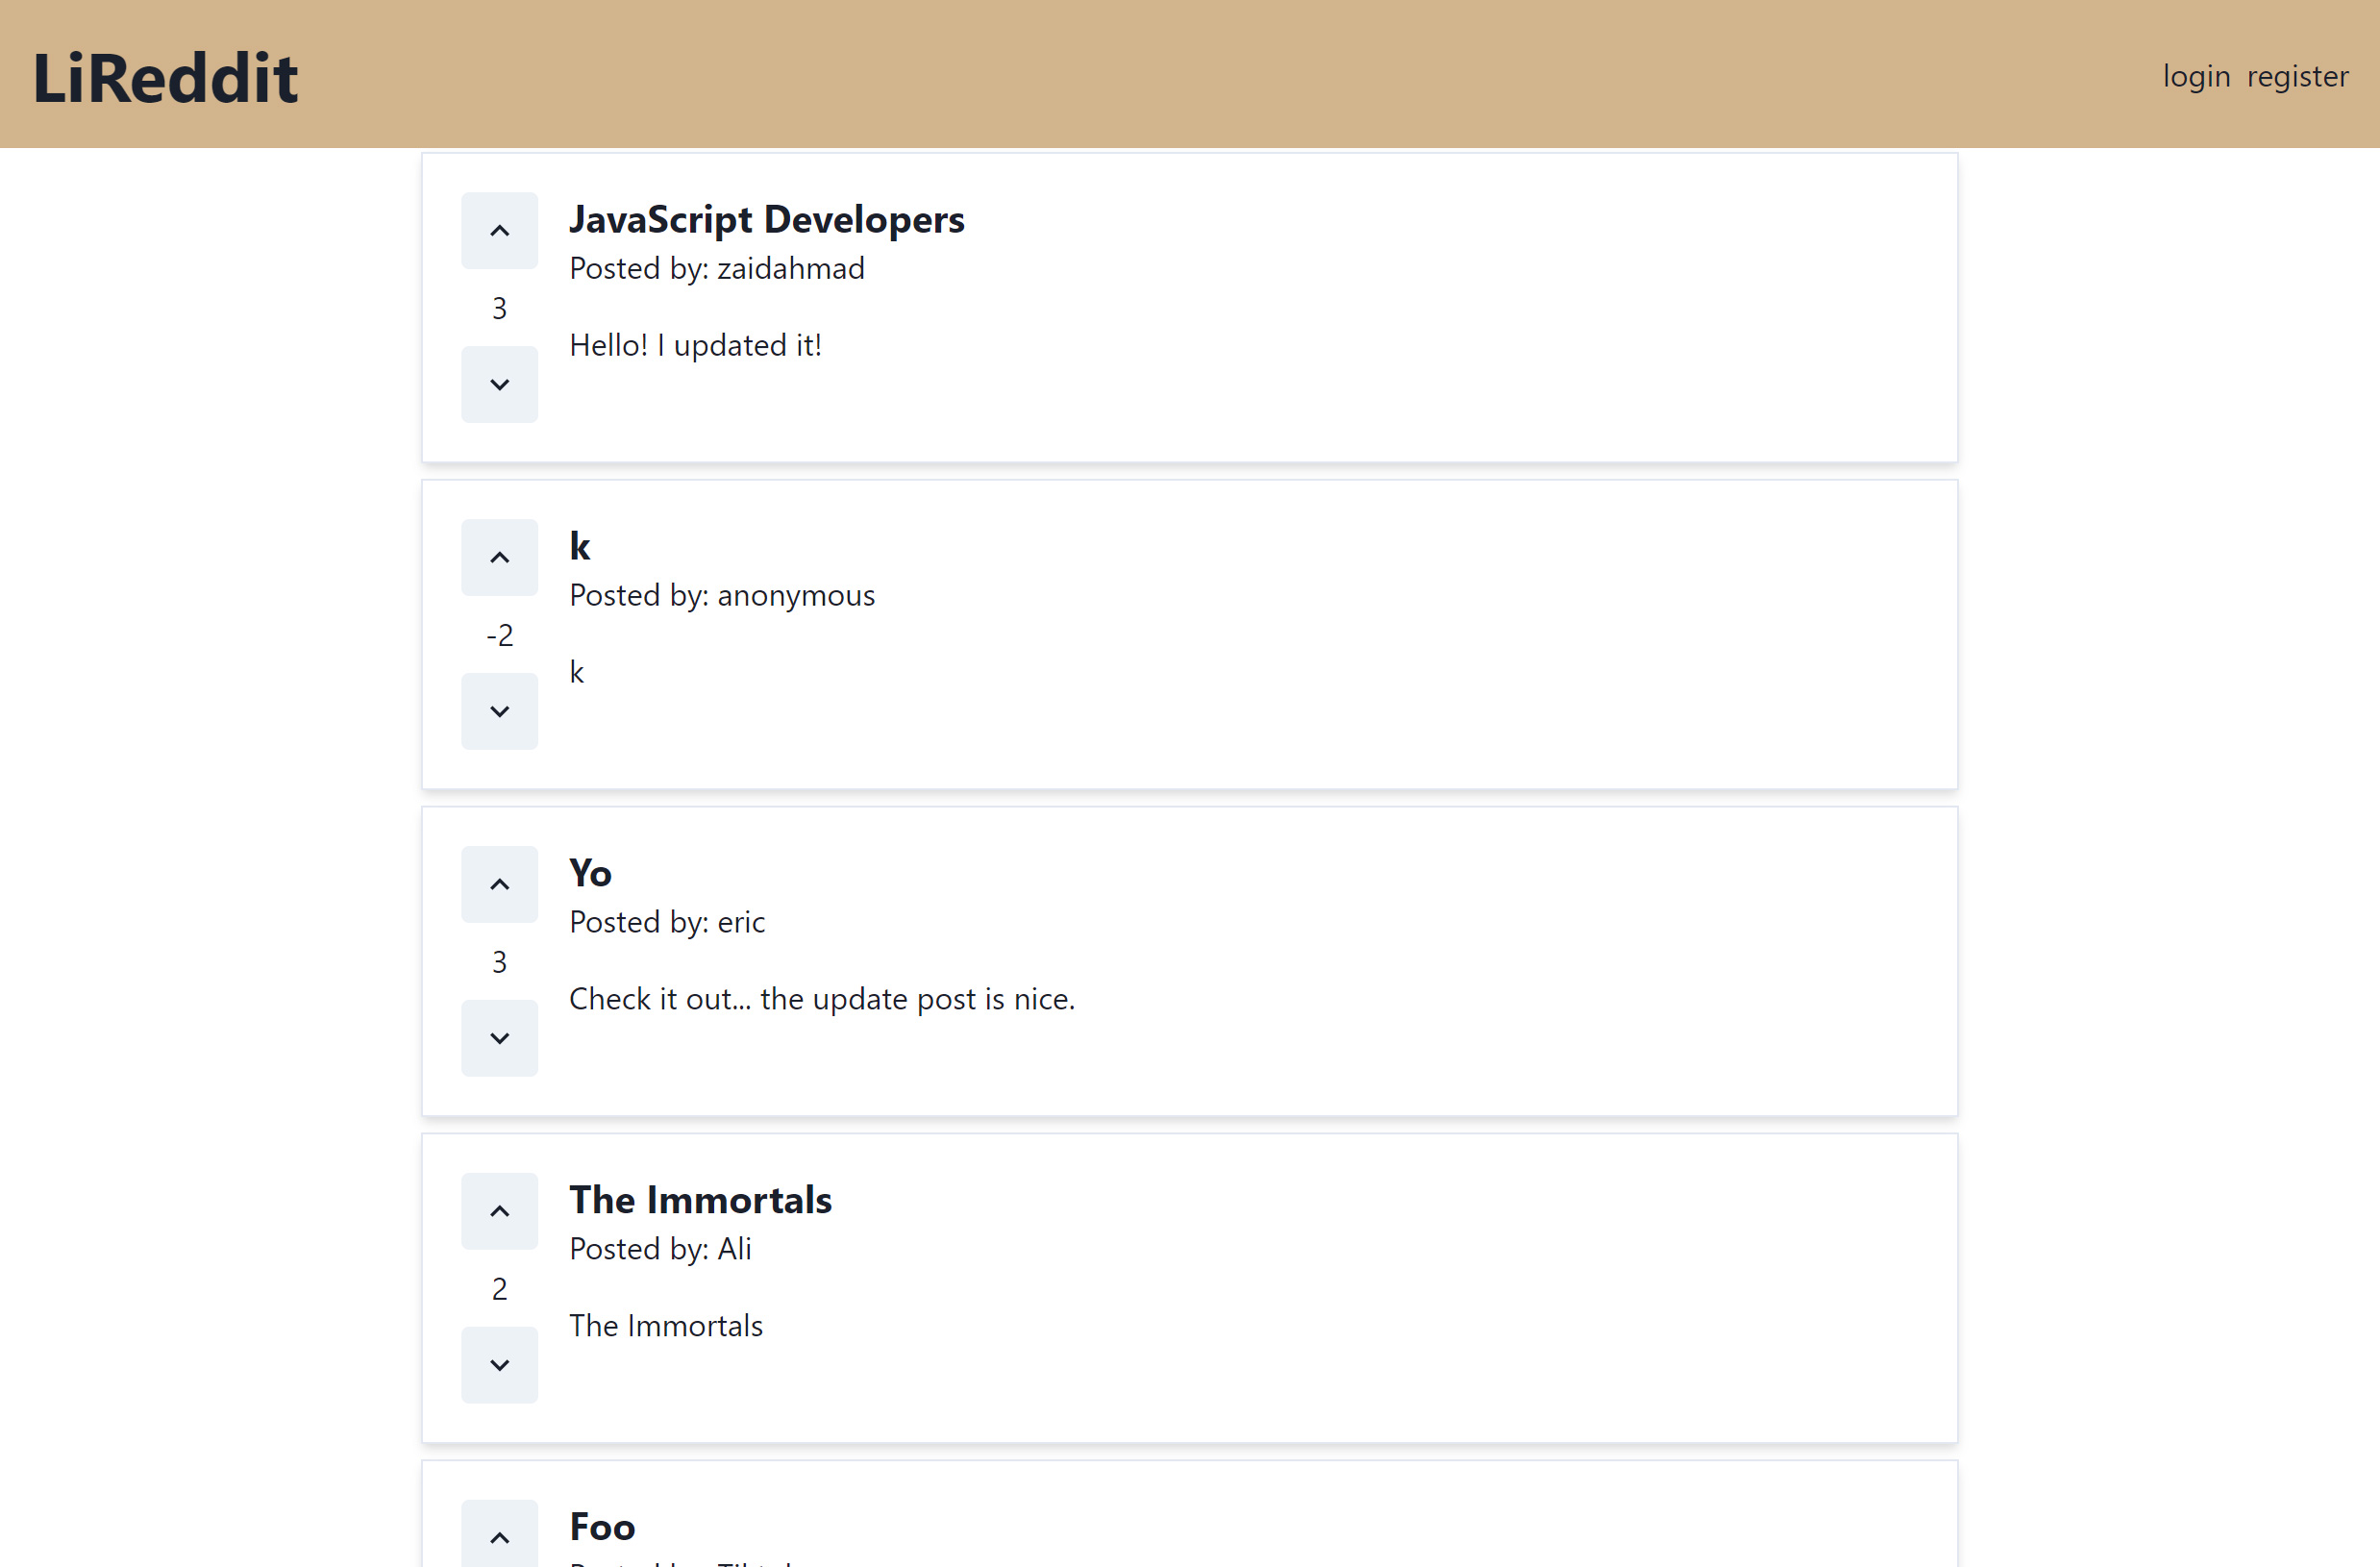 LiReddit
login register
JavaScript Developers
Posted by: zaidahmad
3
Hello! I updated it!
k
Posted by: anonymous
-2
k
Yo
Posted by: eric
3
Check it out... the update post is nice.
The Immortals
Posted by: Ali
2
The Immortals
Foo